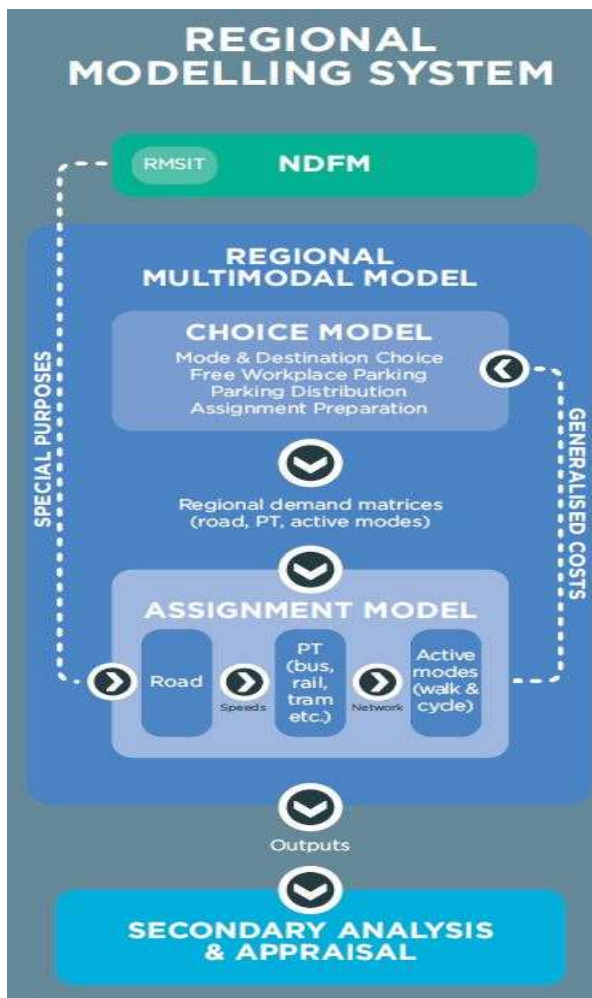 REGIONAL
MODELLING SYSTEM
RMSIT
NDFM
REGIONAL
MULTIMODAL MODEL
CHOICE MODEL
Mode & Destination Choice
Free Workplace Parking
Parking Distribution
Assignment Preparation
SPECIAL PURPOSES
GENERALISED COSTS
Regional demand matrices
(road, PT, active modes)
ASSIGNMENT MODEL
Road
Speeds
PT
(bus,
rail,
tram
etc.)
Network
Active
modes
(walk &
cycle)
Outputs
SECONDARY ANALYSIS
& APPRAISAL